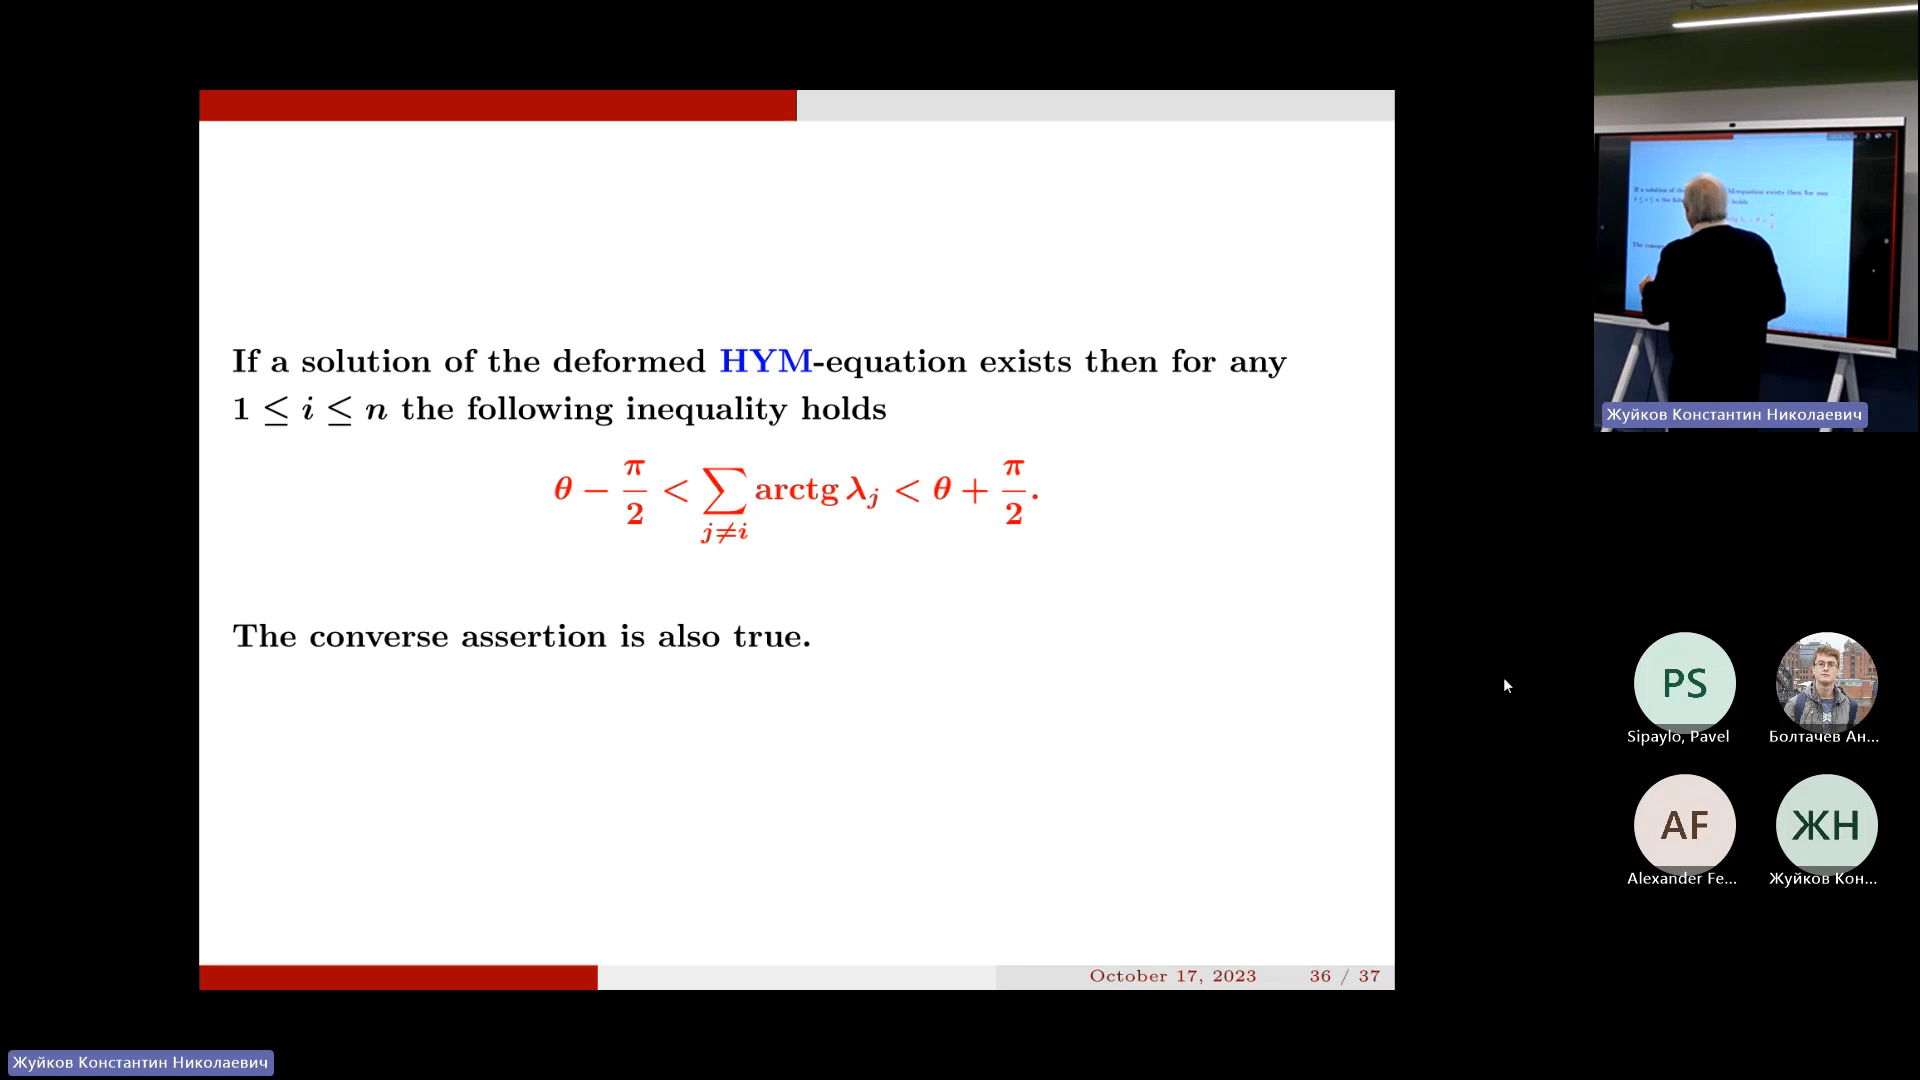 If a solution of the deformed HYM-equation exists then for any
1 ≤ i ≤ n the following inequality holds
θ − π/2 < ∑_{j≠i} arctg λ_j < θ + π/2.
The converse assertion is also true.
October 17, 2023 36 / 37
Жуйков Константин Николаевич
PS
Sipaylo, Pavel
Болтачев Ан...
AF
Alexander Fe...
ЖН
Жуйков Кон...
Жуйков Константин Николаевич